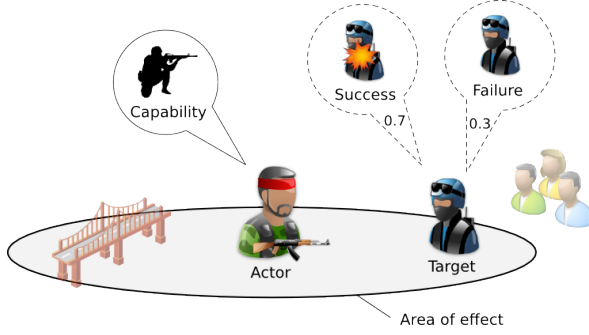 Capability
Success
Failure
0.7
0.3
Actor
Target
Area of effect